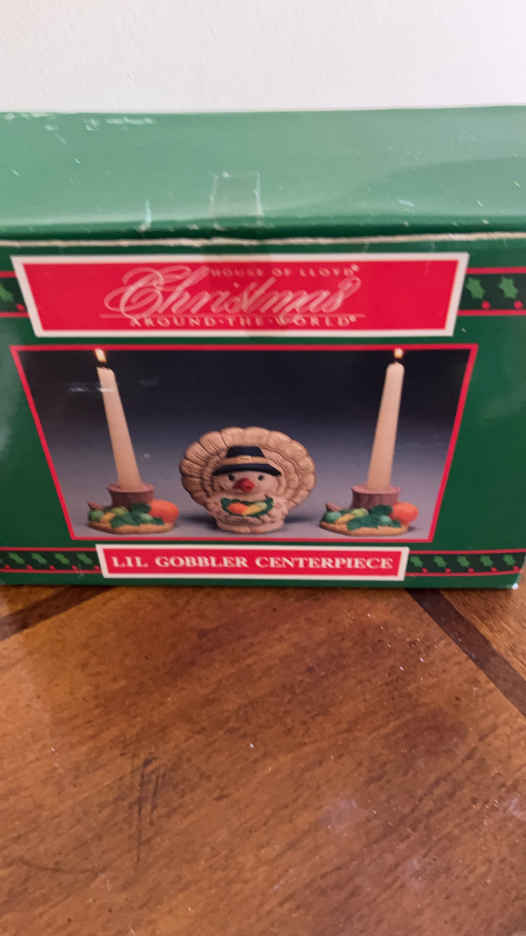 HOUSE OF LLOYD®
Christmas
AROUND·THE·WORLD®
LIL GOBBLER CENTERPIECE